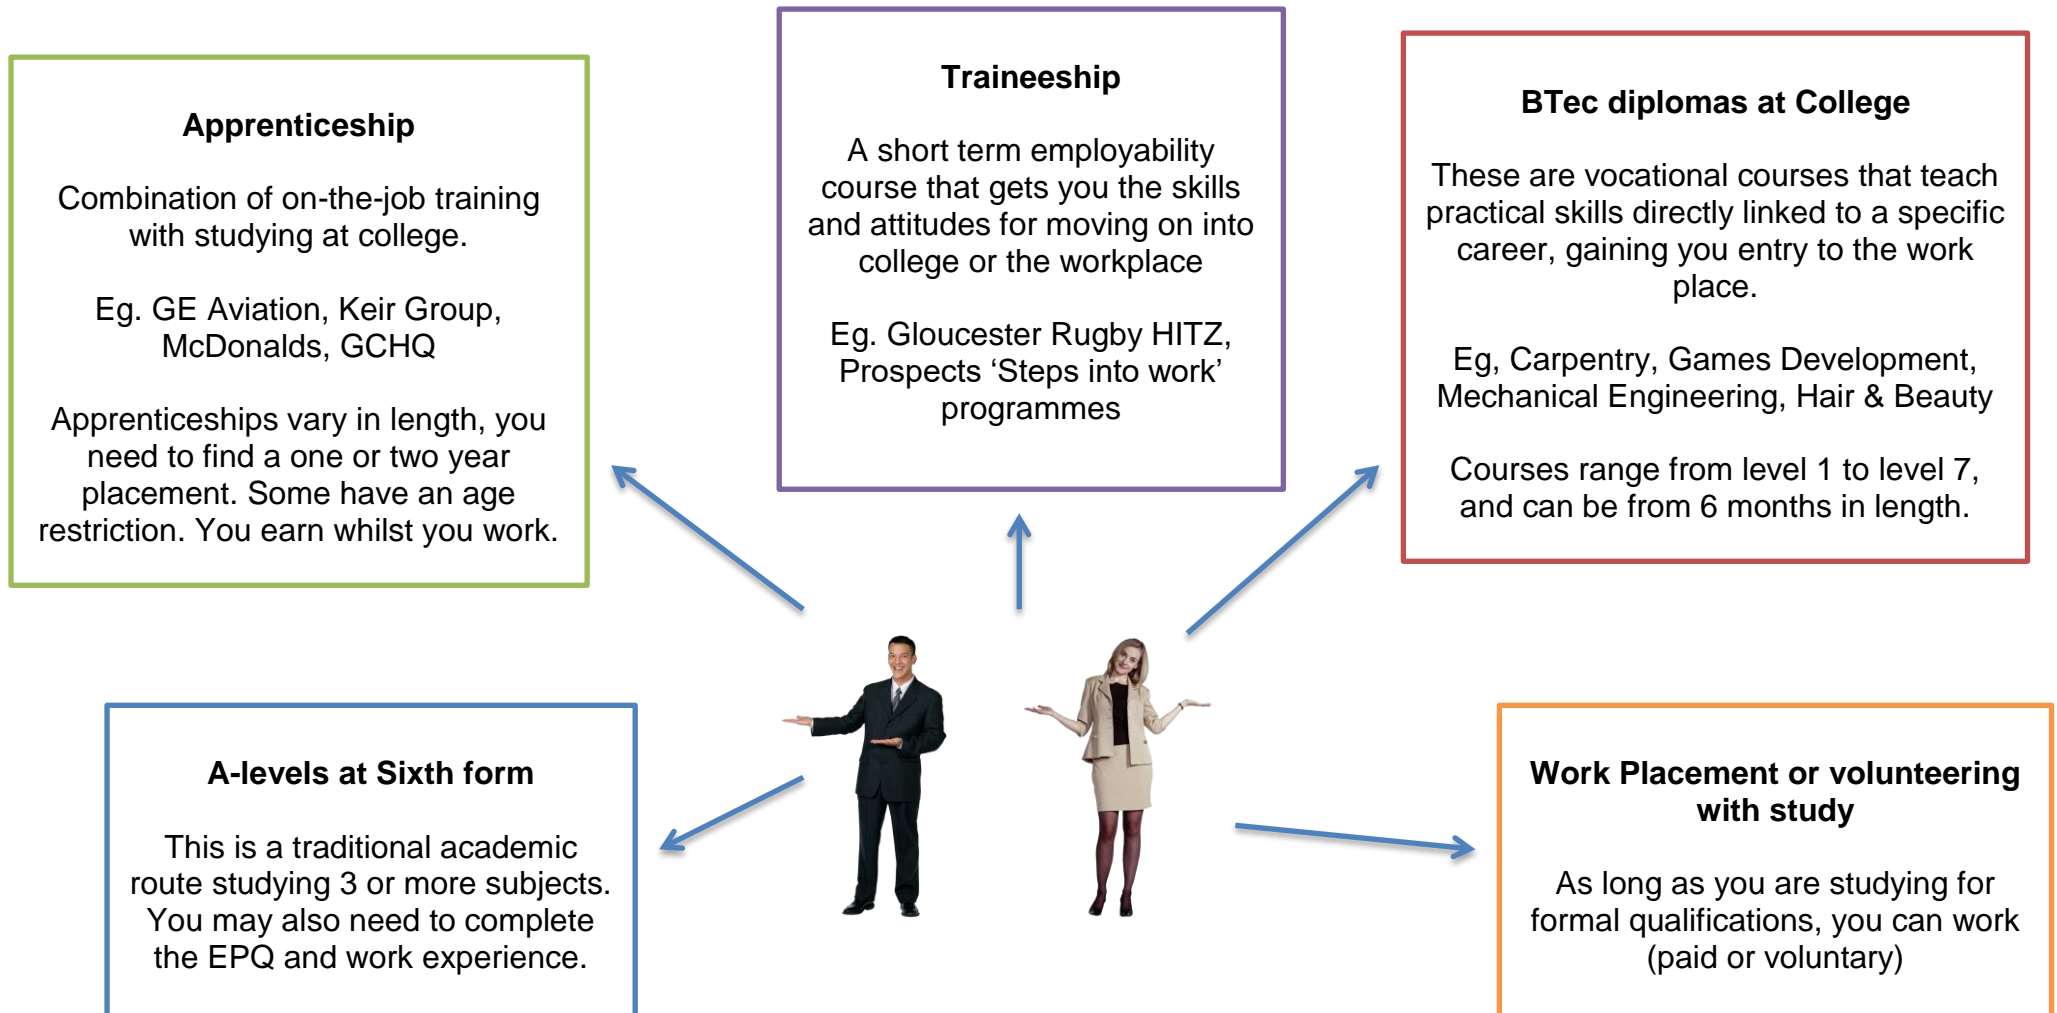 Apprenticeship
Combination of on-the-job training
with studying at college.
Eg. GE Aviation, Keir Group,
McDonalds, GCHQ
Apprenticeships vary in length, you
need to find a one or two year
placement. Some have an age
restriction. You earn whilst you work.
Traineeship
A short term employability
course that gets you the skills
and attitudes for moving on into
college or the workplace
Eg. Gloucester Rugby HITZ,
Prospects ‘Steps into work’
programmes
BTec diplomas at College
These are vocational courses that teach
practical skills directly linked to a specific
career, gaining you entry to the work
place.
Eg, Carpentry, Games Development,
Mechanical Engineering, Hair & Beauty
Courses range from level 1 to level 7,
and can be from 6 months in length.
A-levels at Sixth form
This is a traditional academic
route studying 3 or more subjects.
You may also need to complete
the EPQ and work experience.
Work Placement or volunteering
with study
As long as you are studying for
formal qualifications, you can work
(paid or voluntary)